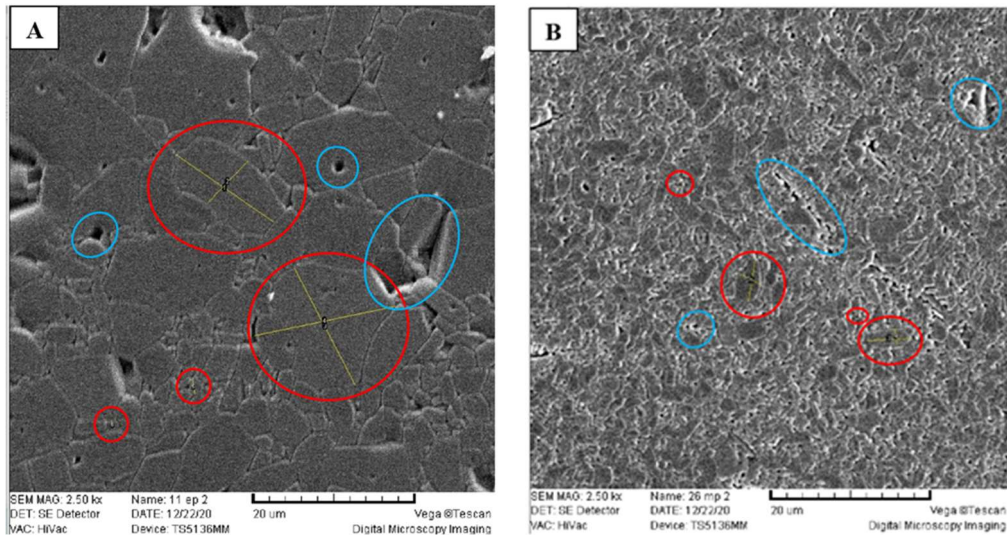 A
SEM MAG: 2.50 kx Name: 11 ep 2
DET: SE Detector DATE: 12/22/20 20 um Vega ©Tescan
VAC: HiVac Device: TS5136MM Digital Microscopy Imaging
B
SEM MAG: 2.50 kx Name: 26 mp 2
DET: SE Detector DATE: 12/22/20 20 um Vega ©Tescan
VAC: HiVac Device: TS5136MM Digital Microscopy Imaging